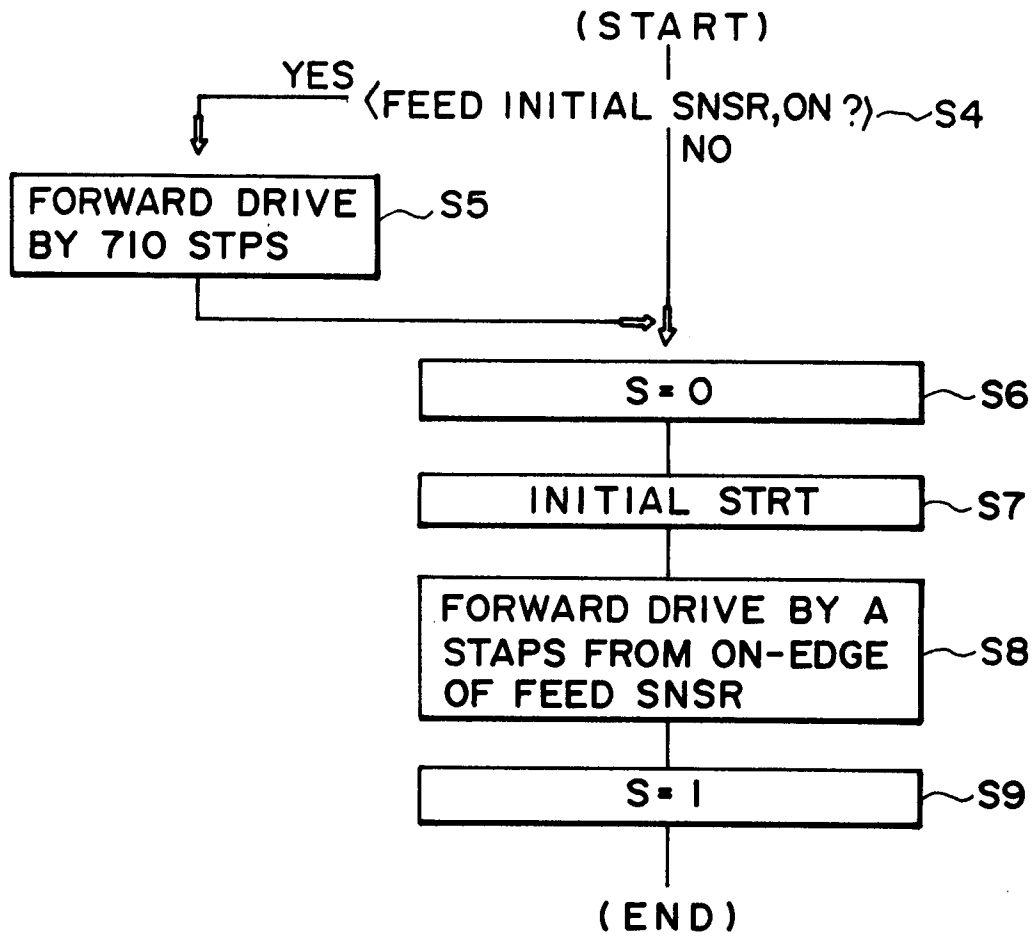 (START)
YES
〈FEED INITIAL SNSR,ON ?〉 S4
NO
FORWARD DRIVE
BY 710 STPS
S5
S = 0 S6
INITIAL STRT S7
FORWARD DRIVE BY A
STAPS FROM ON-EDGE
OF FEED SNSR
S8
S = 1 S9
(END)